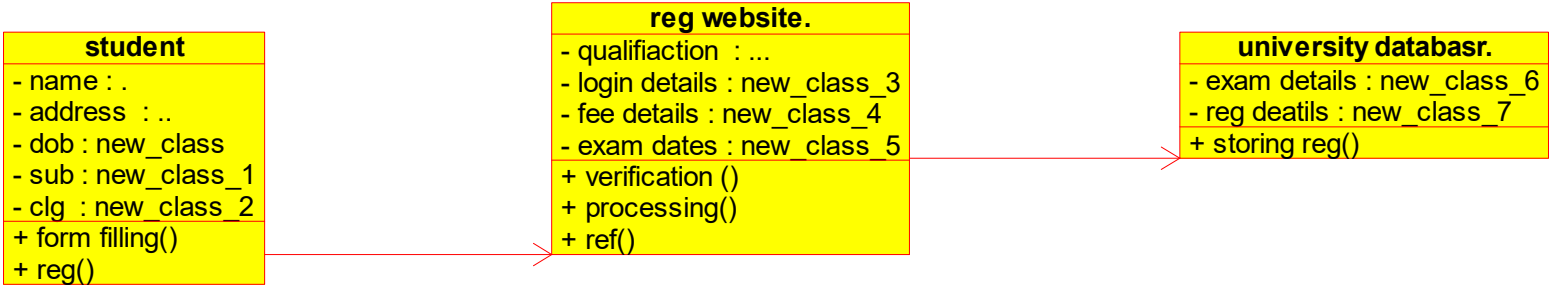 student
- name : .
- address  : ..
- dob : new_class
- sub : new_class_1
- clg  : new_class_2
+ form filling()
+ reg()
reg website.
- qualifiaction  : ...
- login details : new_class_3
- fee details : new_class_4
- exam dates : new_class_5
+ verification ()
+ processing()
+ ref()
university databasr.
- exam details : new_class_6
- reg deatils : new_class_7
+ storing reg()